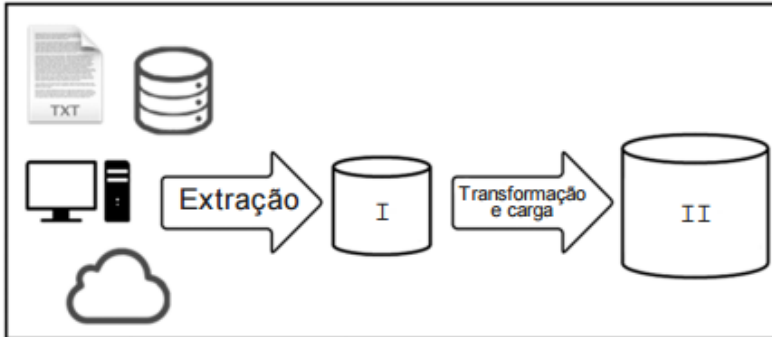 TXT
Extração
I
Transformação
e carga
II